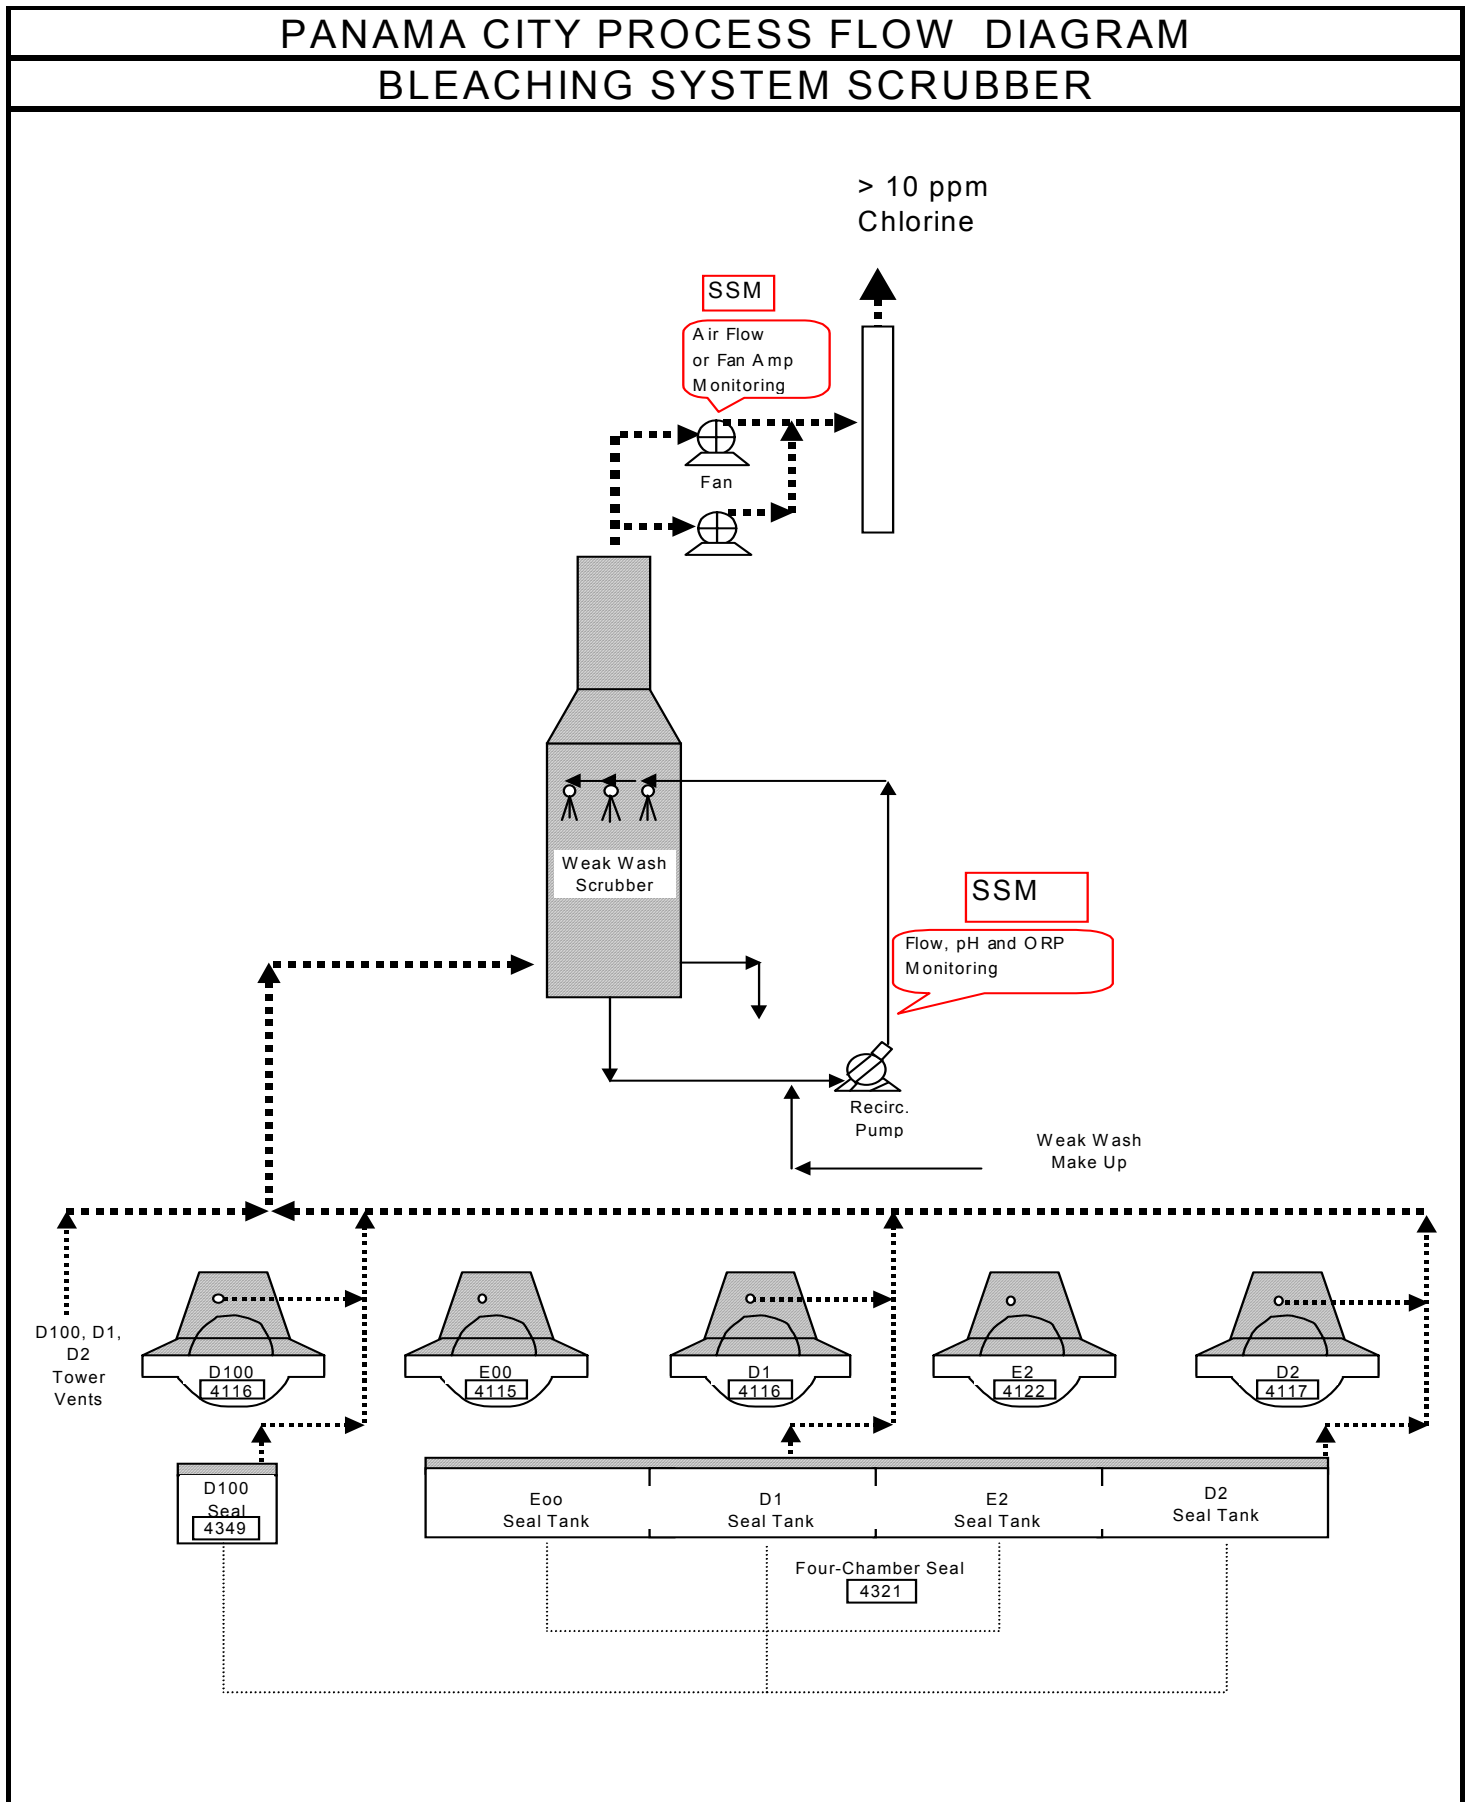 PANAMA CITY PROCESS FLOW DIAGRAM
BLEACHING SYSTEM SCRUBBER
> 10 ppm
Chlorine
SSM
Air Flow
or Fan Amp
Monitoring
Fan
Weak Wash
Scrubber
SSM
Flow, pH and ORP
Monitoring
Recirc.
Pump
Weak Wash
Make Up
D100, D1,
D2
Tower
Vents
D100
4116
E00
4115
D1
4116
E2
4122
D2
4117
D100
Seal
4349
Eoo
Seal Tank
D1
Seal Tank
E2
Seal Tank
D2
Seal Tank
Four-Chamber Seal
4321